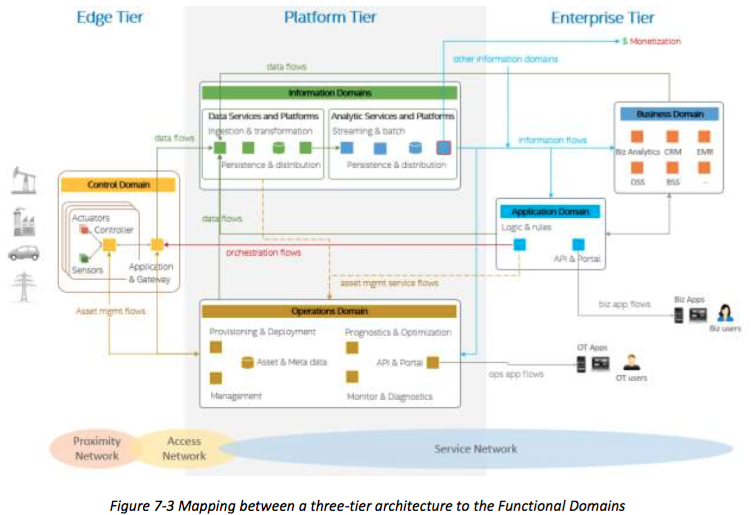 Edge Tier
Platform Tier
Enterprise Tier
$ Monetization
other information domains
data flows
Information Domains
Data Services and Platforms
Ingestion & transformation
Persistence & distribution
Analytic Services and Platforms
Streaming & batch
Persistence & distribution
Business Domain
Biz Analytics
CRM
EMR
DSS
BSS
...
information flows
data flows
Control Domain
Actuators
Controller
Sensors
Application
& Gateway
data flows
Application Domain
Logic & rules
API & Portal
orchestration flows
asset mgmt service flows
Asset mgmt flows
Operations Domain
Provisioning & Deployment
Prognostics & Optimization
Asset & Meta data
API & Portal
Management
Monitor & Diagnostics
biz app flows
Biz Apps
Biz users
OT Apps
ops app flows
OT users
Proximity
Network
Access
Network
Service Network
Figure 7-3 Mapping between a three-tier architecture to the Functional Domains